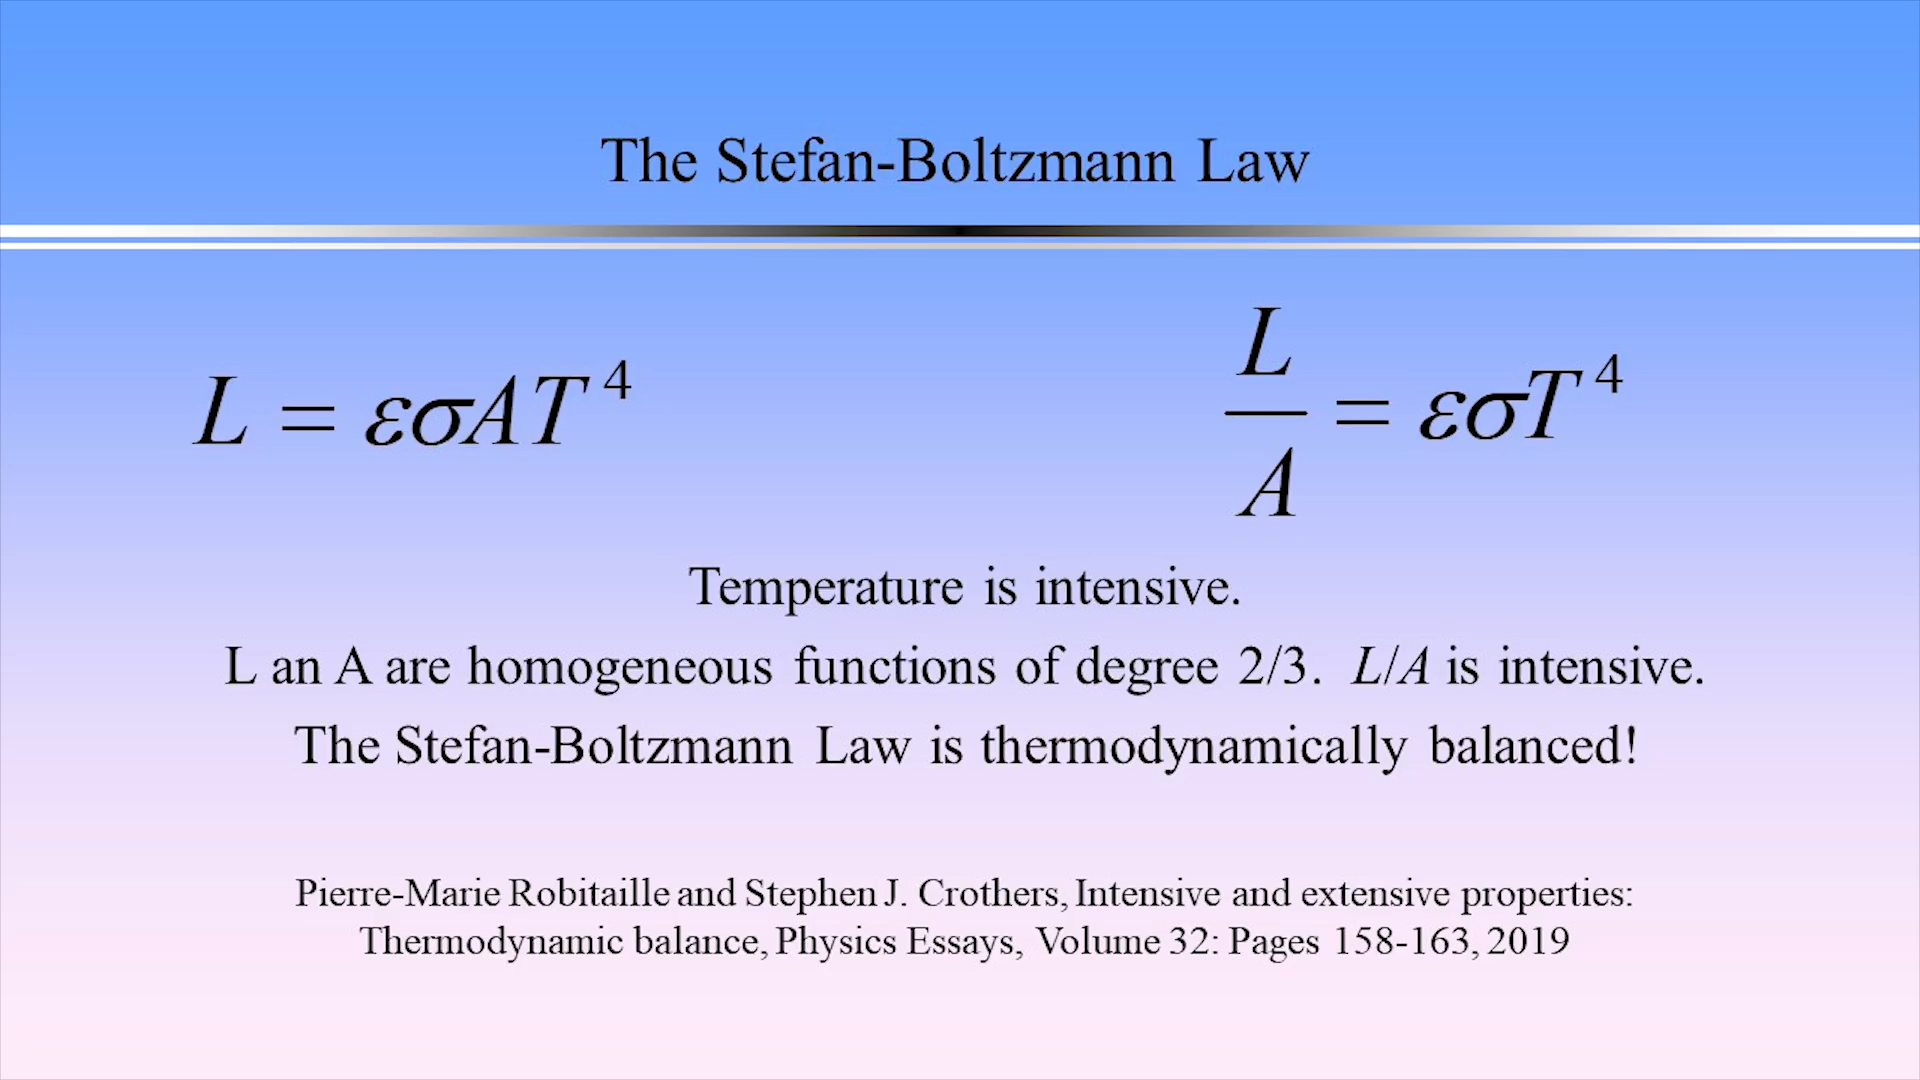 The Stefan-Boltzmann Law
L = εσAT⁴
L/A = εσT⁴
Temperature is intensive.
L an A are homogeneous functions of degree 2/3. L/A is intensive.
The Stefan-Boltzmann Law is thermodynamically balanced!
Pierre-Marie Robitaille and Stephen J. Crothers, Intensive and extensive properties:
Thermodynamic balance, Physics Essays, Volume 32: Pages 158-163, 2019